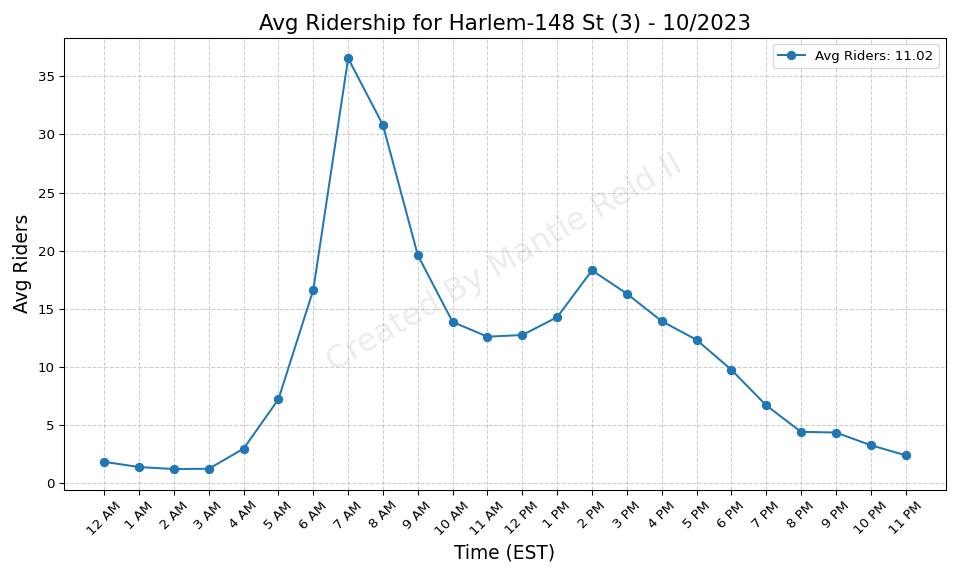 Avg Ridership for Harlem-148 St (3) - 10/2023
Avg Riders: 11.02
Avg Riders
35
30
25
20
15
10
5
0
Created By Mantie Reid II
12 AM
1 AM
2 AM
3 AM
4 AM
5 AM
6 AM
7 AM
8 AM
9 AM
10 AM
11 AM
12 PM
1 PM
2 PM
3 PM
4 PM
5 PM
6 PM
7 PM
8 PM
9 PM
10 PM
11 PM
Time (EST)